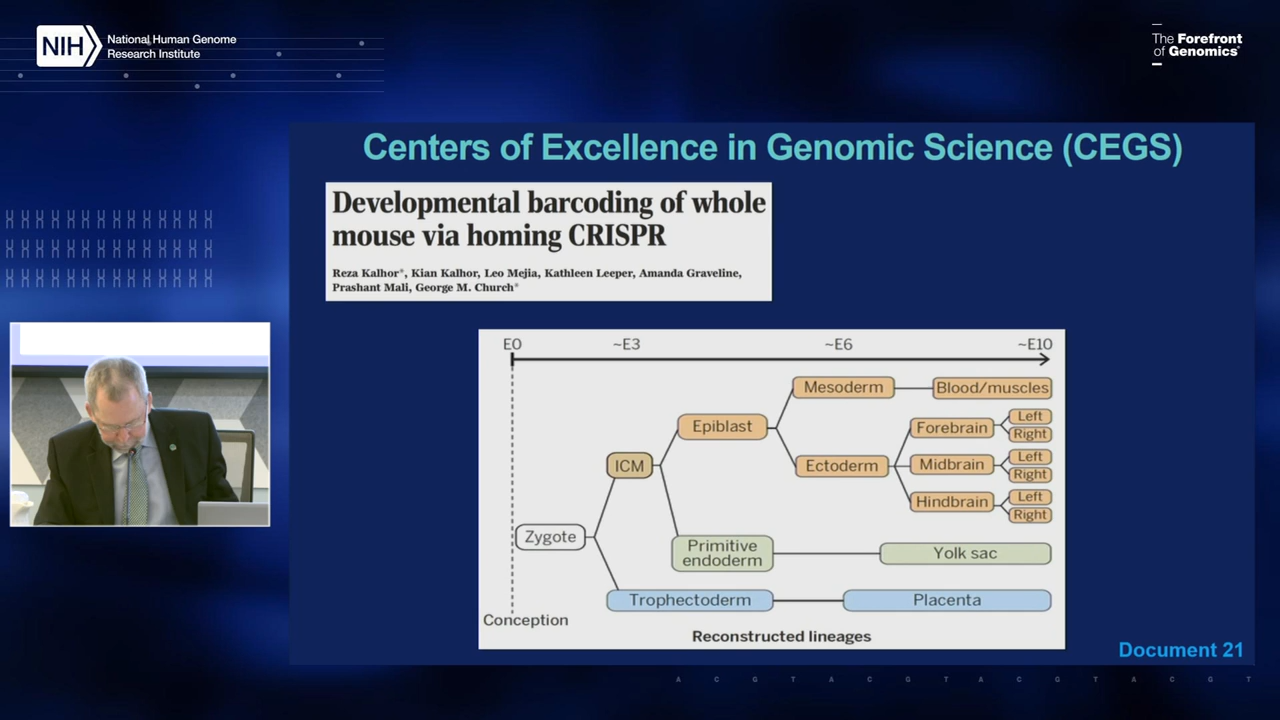 NIH National Human Genome
Research Institute
The Forefront
of Genomics®
Centers of Excellence in Genomic Science (CEGS)
Developmental barcoding of whole
mouse via homing CRISPR
Reza Kalhor*, Kian Kalhor, Leo Mejia, Kathleen Leeper, Amanda Graveline,
Prashant Mali, George M. Church*
E0 ~E3 ~E6 ~E10
Mesoderm Blood/muscles
Epiblast Forebrain Left
Right
ICM Ectoderm Midbrain Left
Right
Hindbrain Left
Right
Zygote
Primitive
endoderm Yolk sac
Trophectoderm Placenta
Conception
Reconstructed lineages
Document 21
A C G T A C G T A C G T A C G T